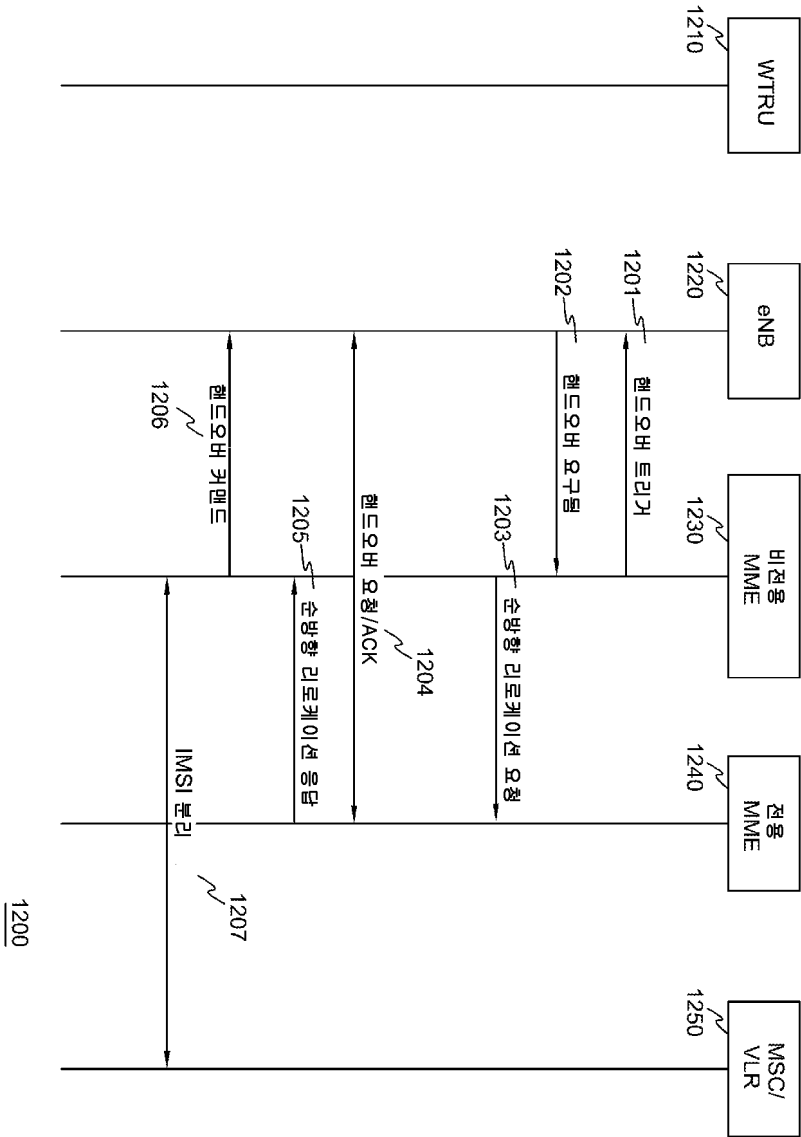 WTRU
1210
eNB
1220
비전용
MME
1230
전용
MME
1240
MSC/
VLR
1250
1201
핸드오버 트리거
1202
핸드오버 요구됨
1203
순방향 리로케이션 요청
핸드오버 요청/ACK
1204
1205
순방향 리로케이션 응답
핸드오버 커맨드
1206
IMSI 분리
1207
1200